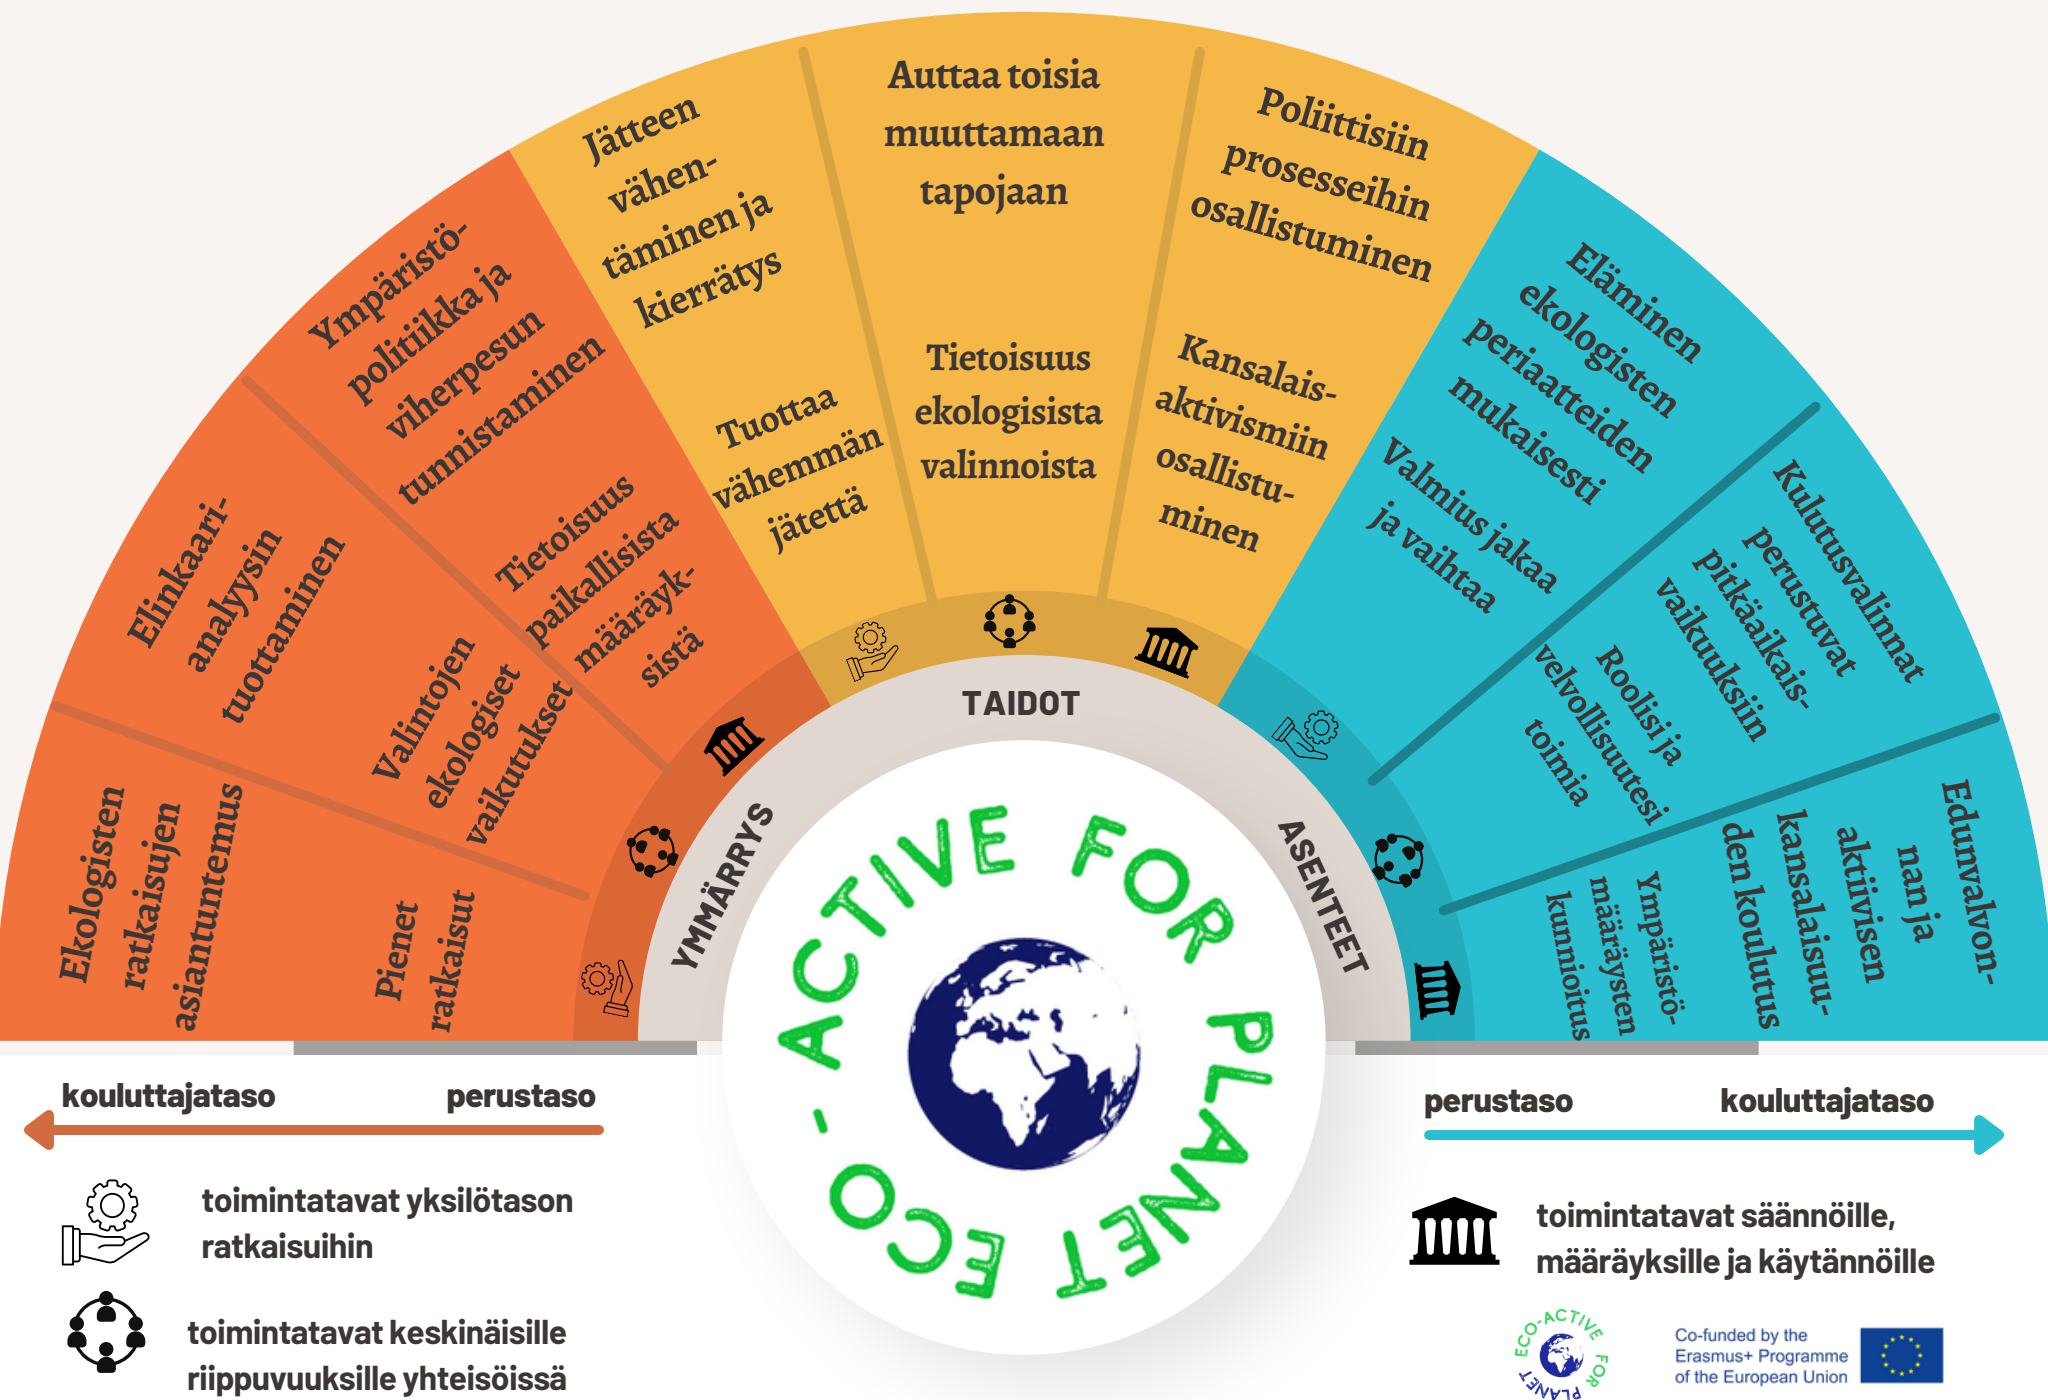 Ekologisten
ratkaisujen
asiantuntemus
Pienet
ratkaisut
Elinkaari-
analyysin
tuottaminen
Valintojen
ekologiset
vaikutukset
Ympäristö-
politiikka ja
viherpesun
tunnistaminen
Tietoisuus
paikallisista
määräyk-
sistä
Jätteen
vähen-
täminen ja
kierrätys
Tuottaa
vähemmän
jätettä
Auttaa toisia
muuttamaan
tapojaan
Tietoisuus
ekologisista
valinnoista
Poliittisiin
prosesseihin
osallistuminen
Kansalais-
aktivismiin
osallistu-
minen
Eläminen
ekologisten
periaatteiden
mukaisesti
Valmius jakaa
ja vaihtaa
Kulutusvalinnat
perustuvat
pitkäaikais-
vaikuuksiin
Roolisi ja
velvollisuutesi
toimia
Edunvalvon-
nan ja
aktiivisen
kansalaisuu-
den koulutus
Ympäristö-
määräysten
kunnioitus
YMMÄRRYS
TAIDOT
ASENTEET
ECO-ACTIVE FOR PLANET
kouluttajataso perustaso
perustaso kouluttajataso
toimintatavat yksilötason
ratkaisuihin
toimintatavat keskinäisille
riippuvuuksille yhteisöissä
toimintatavat säännöille,
määräyksille ja käytännöille
ECO-ACTIVE FOR PLANET
Co-funded by the
Erasmus+ Programme
of the European Union